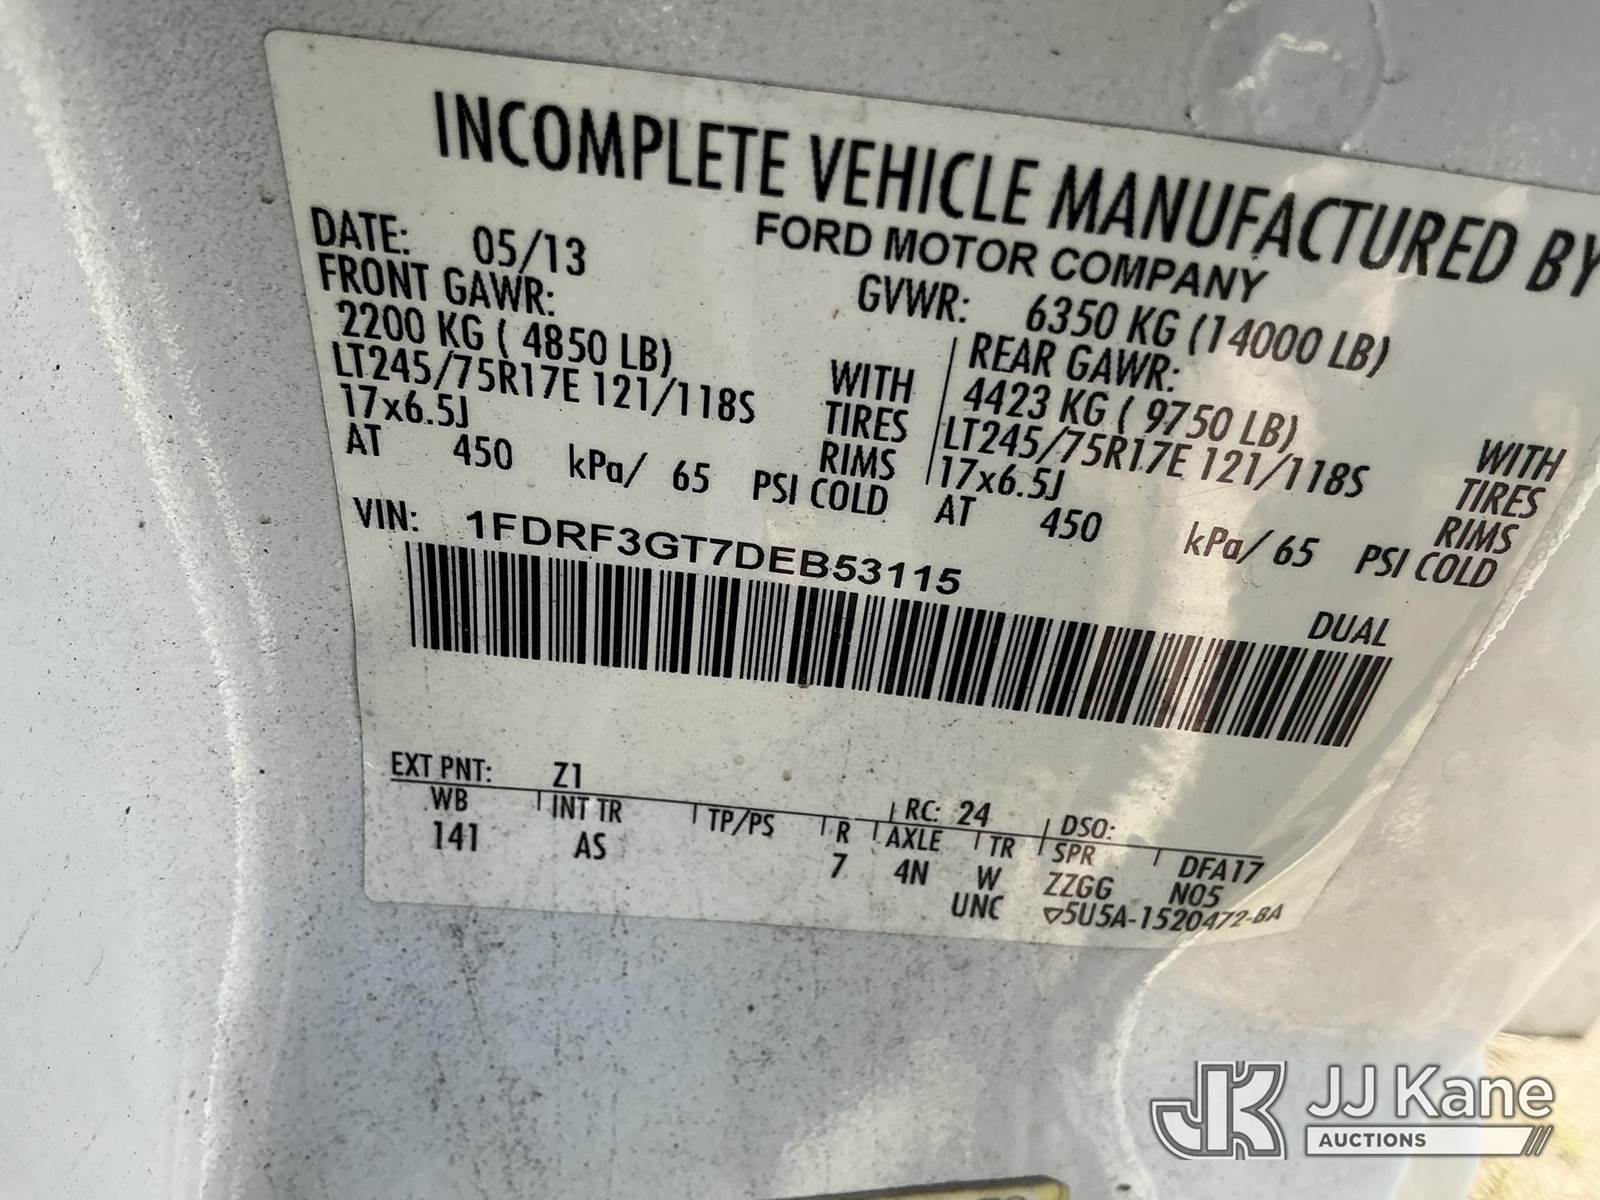 INCOMPLETE VEHICLE MANUFACTURED BY
FORD MOTOR COMPANY
DATE: 05/13
GVWR: 6350 KG (14000 LB)
FRONT GAWR:
2200 KG ( 4850 LB)
LT245/75R17E 121/118S
17x6.5J
AT 450 kPa/ 65 PSI COLD
WITH
TIRES
RIMS
REAR GAWR:
4423 KG ( 9750 LB)
LT245/75R17E 121/118S
17x6.5J
AT 450 kPa/ 65 PSI COLD
WITH
TIRES
RIMS
VIN: 1FDRF3GT7DEB53115
DUAL
EXT PNT: Z1 RC: 24 DSO:
WB INT TR TP/PS R AXLE TR SPR DFA17
141 AS 7 4N W ZZGG N05
UNC ▽5U5A-1520472-BA
JK JJ Kane
AUCTIONS